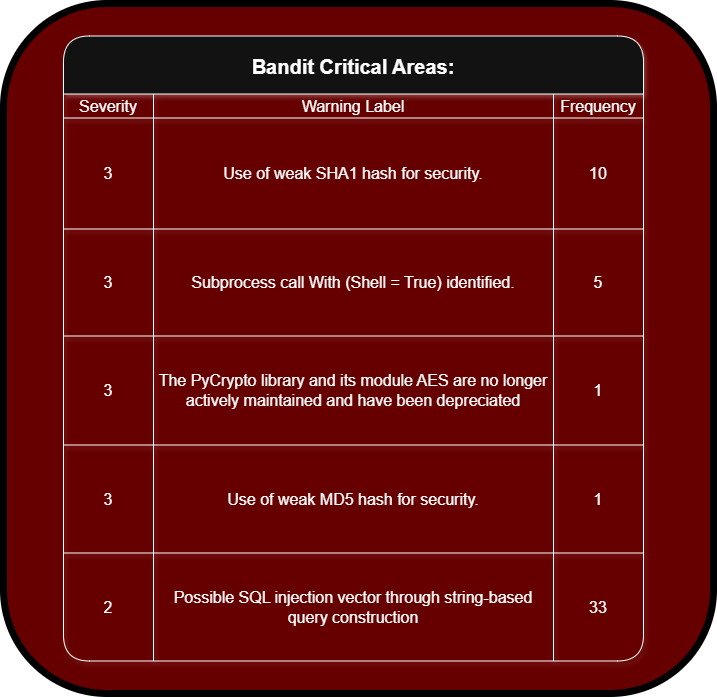 Bandit Critical Areas:
Severity Warning Label Frequency
3 Use of weak SHA1 hash for security. 10
3 Subprocess call With (Shell = True) identified. 5
The PyCrypto library and its module AES are no longer
3 1
actively maintained and have been depreciated
3 Use of weak MD5 hash for security. 1
Possible SQL injection vector through string-based
2 33
query construction